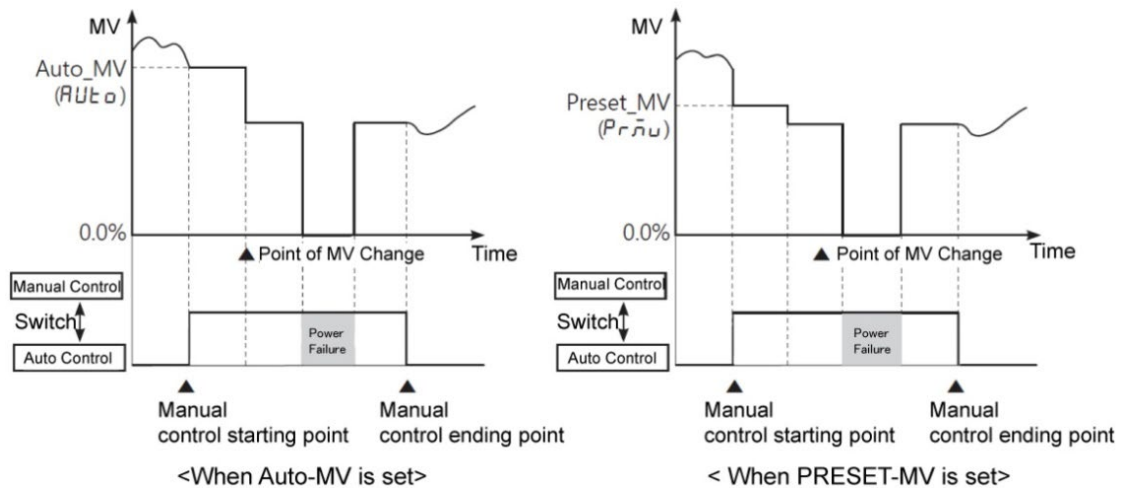 MV
Auto_MV
(AUto)
0.0%
▲ Point of MV Change
Time
Manual Control
Switch
Auto Control
Power
Failure
▲
Manual
control starting point
▲
Manual
control ending point
<When Auto-MV is set>
MV
Preset_MV
(Prmv)
0.0%
▲ Point of MV Change
Time
Manual Control
Switch
Auto Control
Power
Failure
▲
Manual
control starting point
▲
Manual
control ending point
< When PRESET-MV is set>